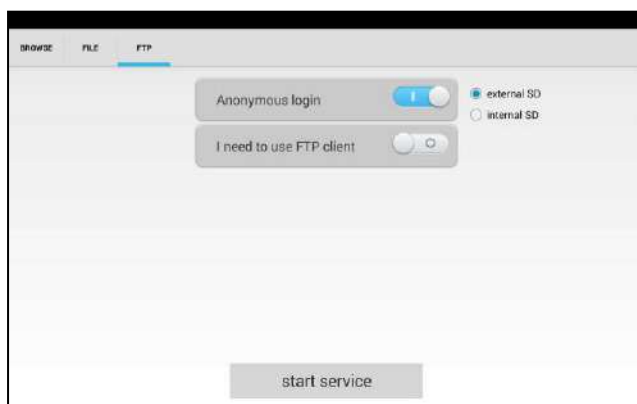 BROWSE FILE FTP
Anonymous login
external SD
internal SD
I need to use FTP client
start service